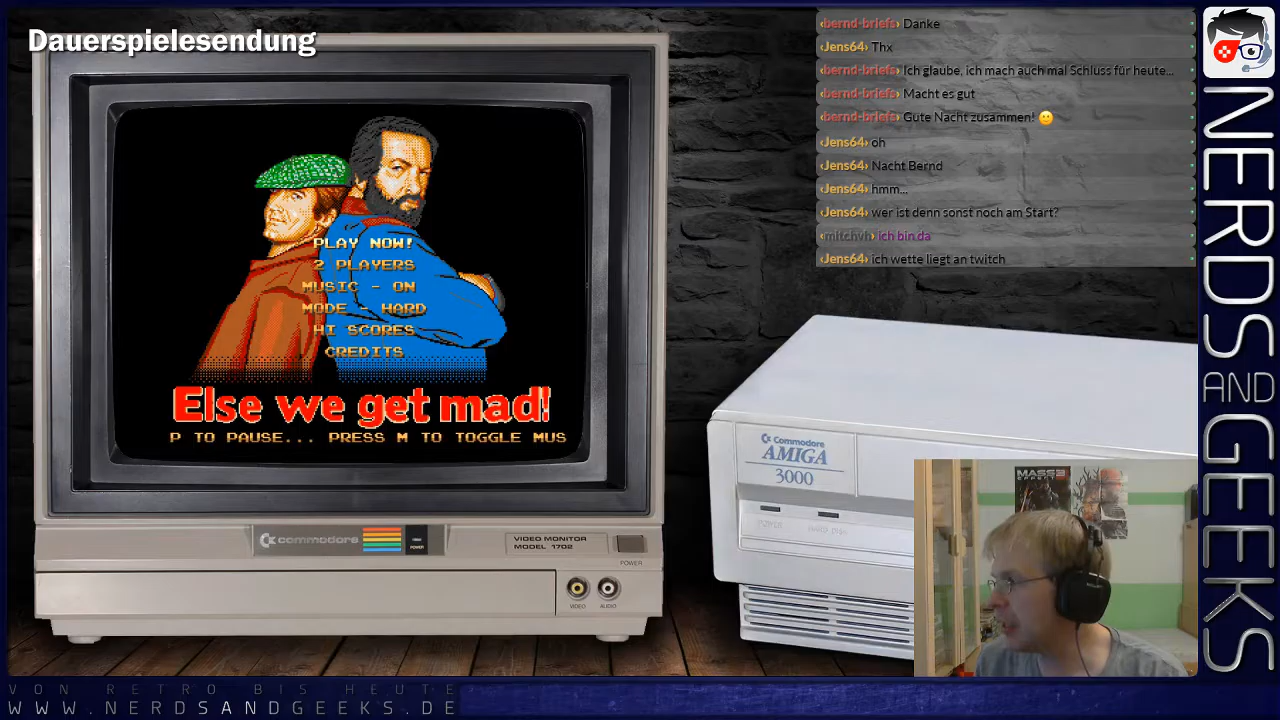 Dauerspielesendung
PLAY NOW!
2 PLAYERS
MUSIC - ON
MODE - HARD
HI SCORES
CREDITS
Else we get mad!
P TO PAUSE... PRESS M TO TOGGLE MUS
commodore
POWER
VIDEO MONITOR
MODEL 1702
POWER
VIDEO AUDIO
‹bernd-briefs› Danke
‹Jens64› Thx
‹bernd-briefs› Ich glaube, ich mach auch mal Schluss für heute...
‹bernd-briefs› Macht es gut
‹bernd-briefs› Gute Nacht zusammen! 🙂
‹Jens64› oh
‹Jens64› Nacht Bernd
‹Jens64› hmm...
‹Jens64› wer ist denn sonst noch am Start?
‹mitchvh› ich bin da
‹Jens64› ich wette liegt an twitch
Commodore
AMIGA
3000
POWER
MASS
NERDS AND GEEKS
VON RETRO BIS HEUTE
WWW.NERDSANDGEEKS.DE